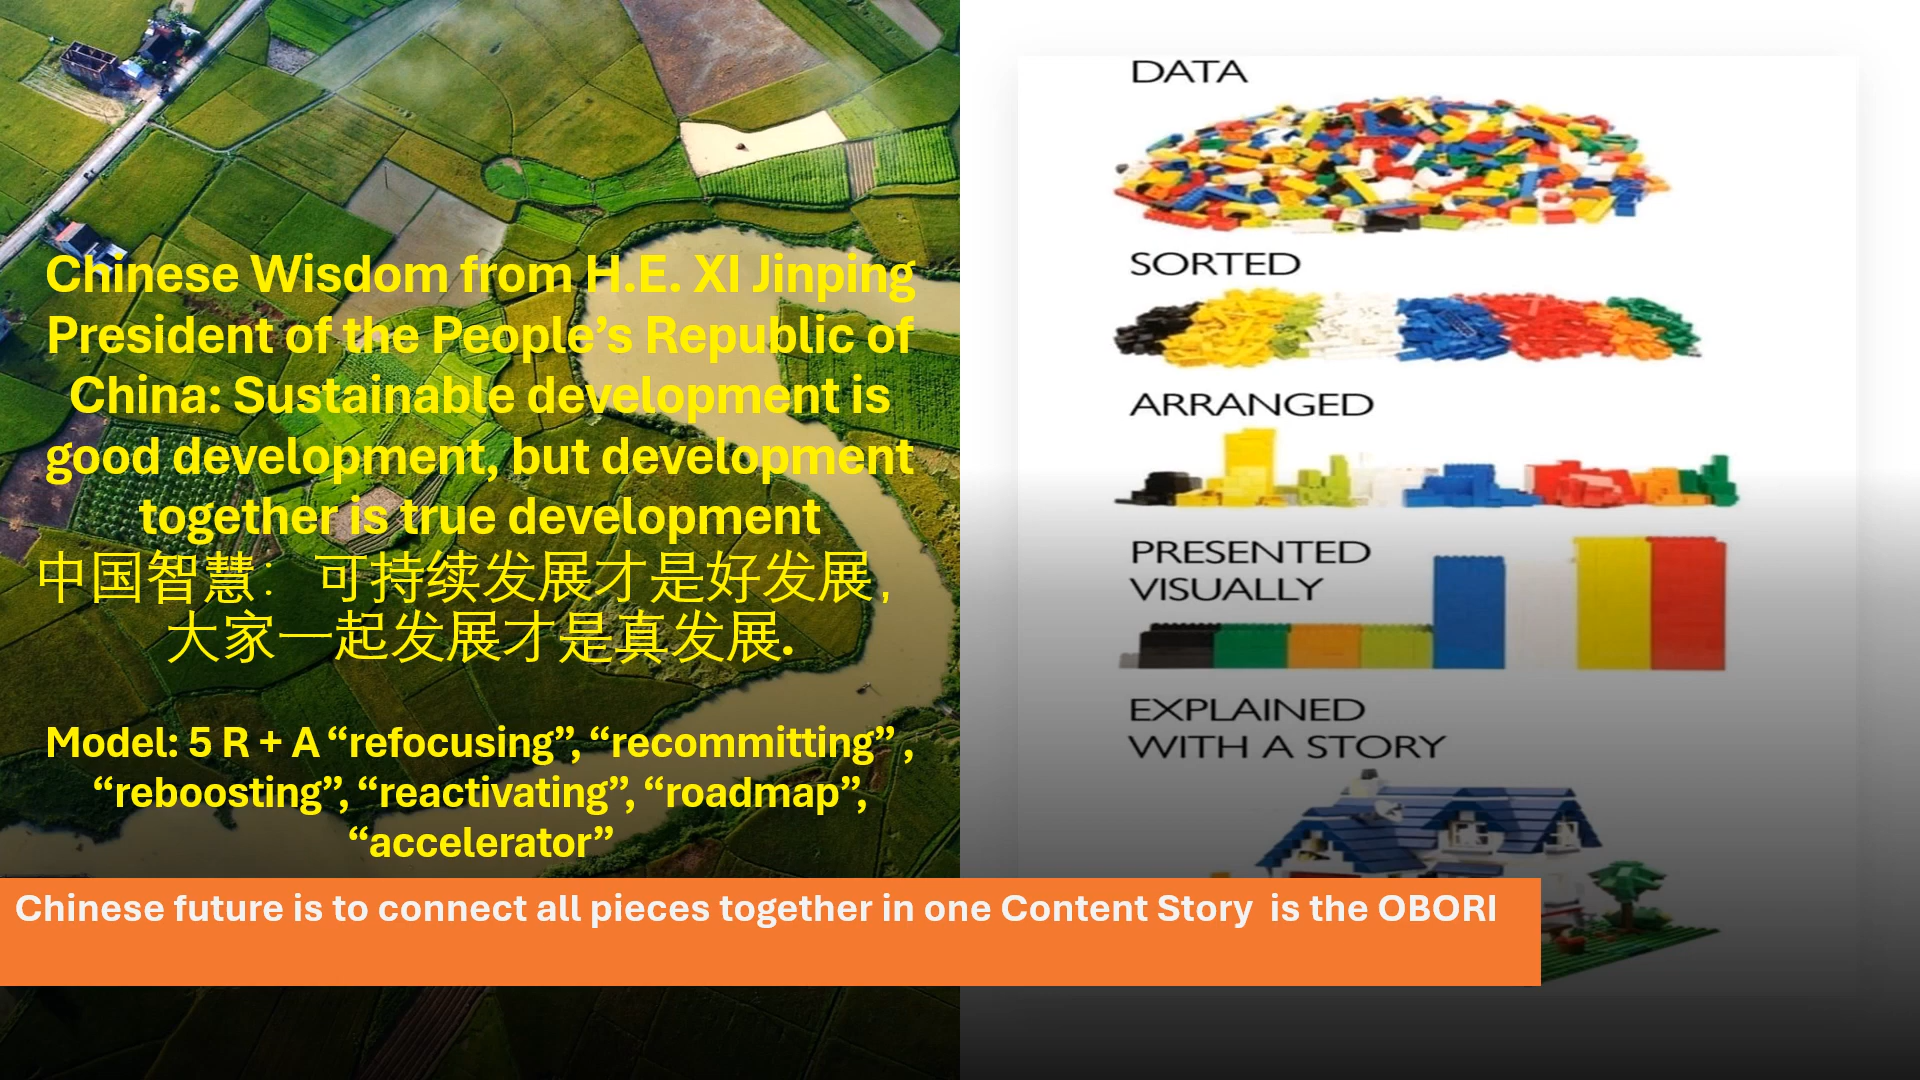 Chinese Wisdom from H.E. XI Jinping
President of the People’s Republic of
China: Sustainable development is
good development, but development
together is true development
中国智慧： 可持续发展才是好发展，
大家一起发展才是真发展.
Model: 5 R + A “refocusing”, “recommitting” ,
“reboosting”, “reactivating”, “roadmap”,
“accelerator”
Chinese future is to connect all pieces together in one Content Story  is the OBORI
DATA
SORTED
ARRANGED
PRESENTED
VISUALLY
EXPLAINED
WITH A STORY